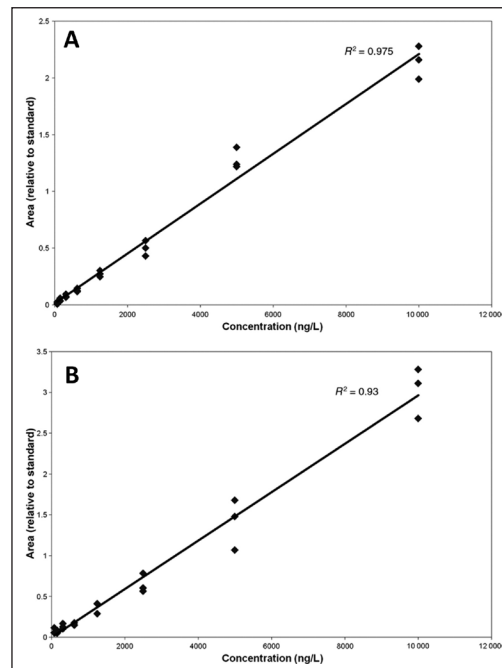 A
2.5
2
1.5
1
0.5
0
Area (relative to standard)
R² = 0.975
0 2000 4000 6000 8000 10 000 12 000
Concentration (ng/L)
B
3.5
3
2.5
2
1.5
1
0.5
0
Area (relative to standard)
R² = 0.93
0 2000 4000 6000 8000 10 000 12 000
Concentration (ng/L)